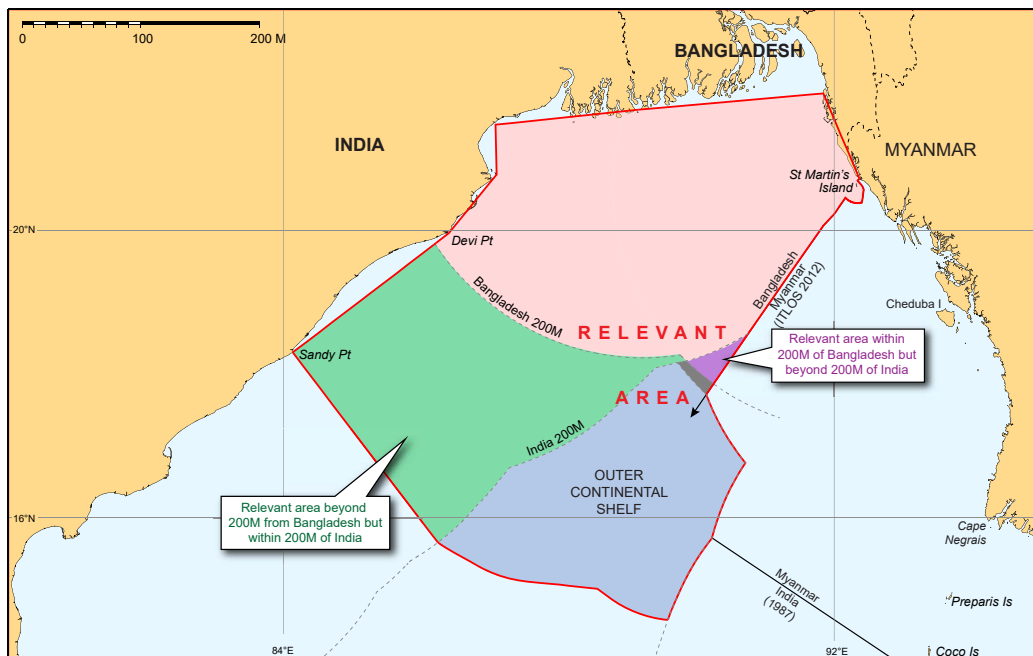 0 100 200 M
BANGLADESH
INDIA
MYANMAR
St Martin's
Island
20°N
Devi Pt
Bangladesh 200M
Bangladesh
Myanmar
(ITLOS 2012)
Cheduba I
RELEVANT
Relevant area within
200M of Bangladesh but
beyond 200M of India
Sandy Pt
AREA
India 200M
OUTER
CONTINENTAL
SHELF
Relevant area beyond
200M from Bangladesh but
within 200M of India
16°N
Cape
Negrais
Myanmar
India
(1987)
Preparis Is
84°E
92°E
Coco Is